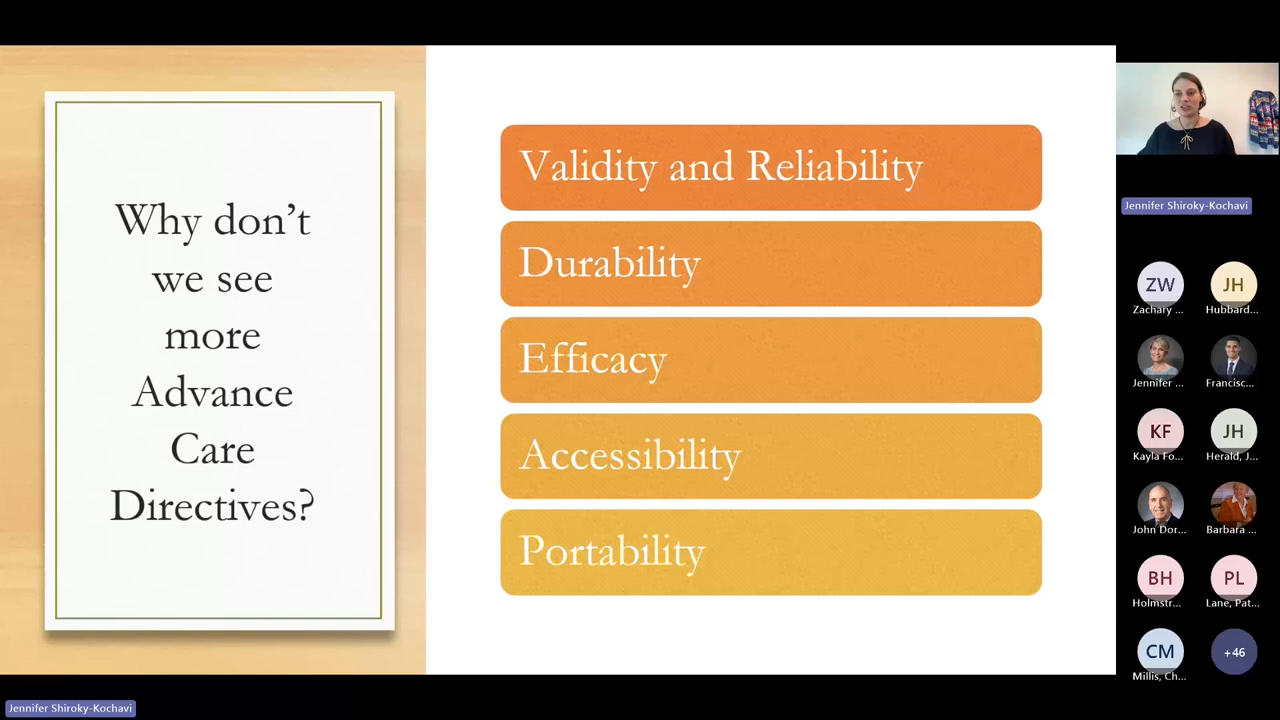 Why don’t
we see
more
Advance
Care
Directives?
Validity and Reliability
Durability
Efficacy
Accessibility
Portability
Jennifer Shiroky-Kochavi
ZW
JH
Zachary ...
Hubbard...
Jennifer ...
Francisc...
KF
JH
Kayla Fo...
Herald, J...
John Dor...
Barbara ...
BH
PL
Holmstr...
Lane, Pat...
CM
+46
Millis, Ch...
Jennifer Shiroky-Kochavi